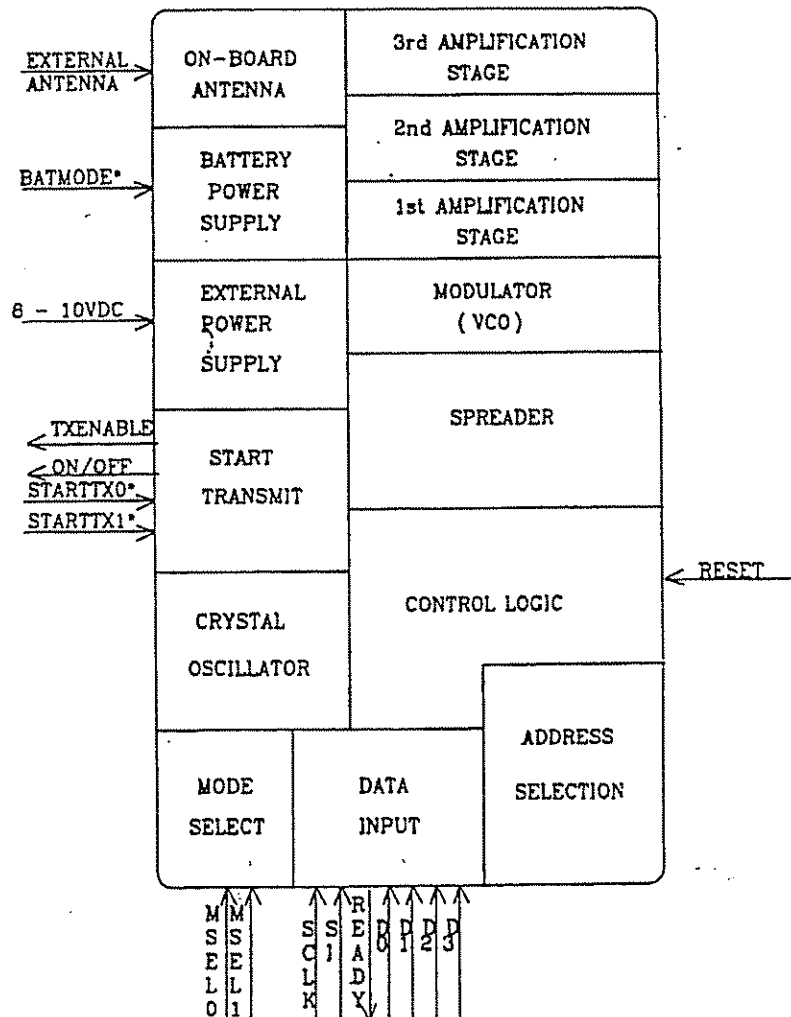 EXTERNAL
ANTENNA
ON-BOARD
ANTENNA
3rd AMPLIFICATION
STAGE
2nd AMPLIFICATION
STAGE
BATMODE*
BATTERY
POWER
SUPPLY
1st AMPLIFICATION
STAGE
8 - 10VDC
EXTERNAL
POWER
SUPPLY
MODULATOR
(VCO)
SPREADER
TXENABLE
ON/OFF
STARTTX0*
STARTTX1*
START
TRANSMIT
RESET
CONTROL LOGIC
CRYSTAL
OSCILLATOR
ADDRESS
SELECTION
MODE
SELECT
DATA
INPUT
MSEL0
MSEL1
SCLK
S1
READY
D0
D1
D2
D3